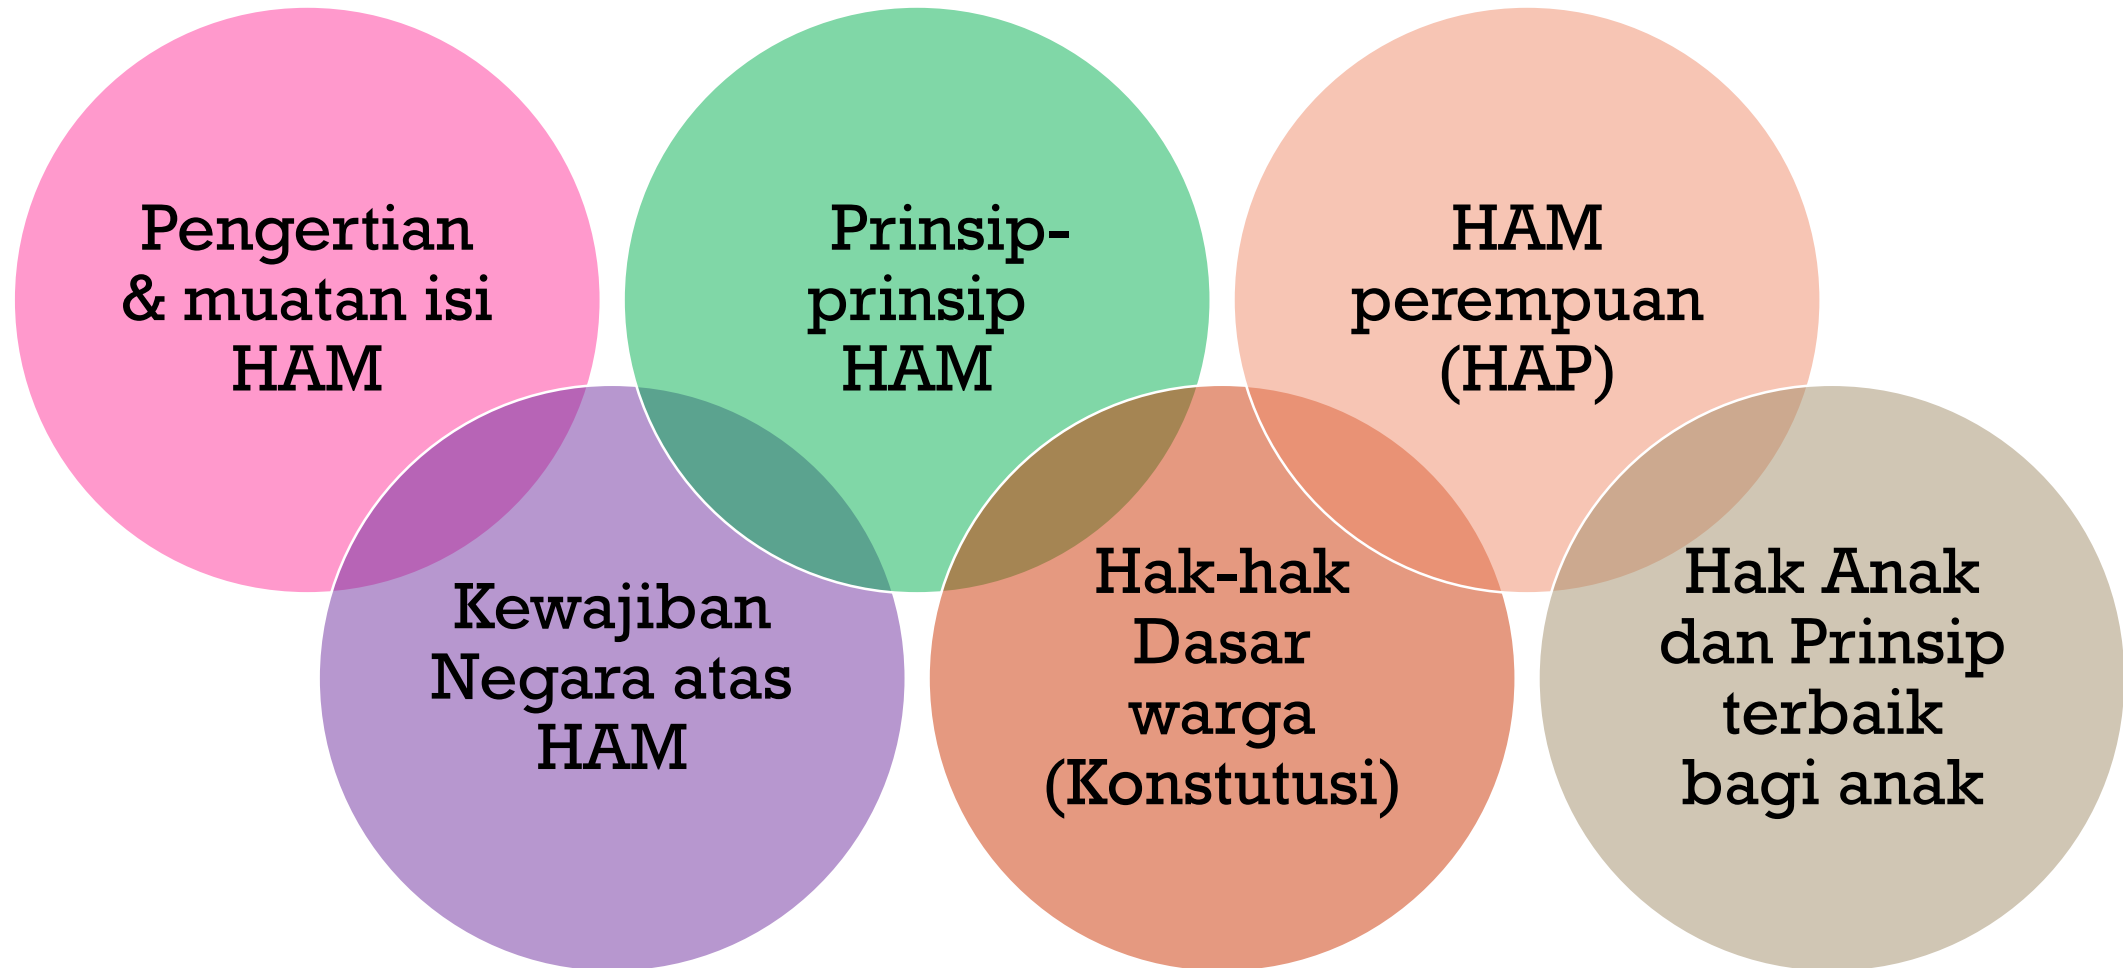 Pengertian
& muatan isi
HAM
Kewajiban
Negara atas
HAM
Prinsip-
prinsip
HAM
Hak-hak
Dasar
warga
(Konstutusi)
HAM
perempuan
(HAP)
Hak Anak
dan Prinsip
terbaik
bagi anak